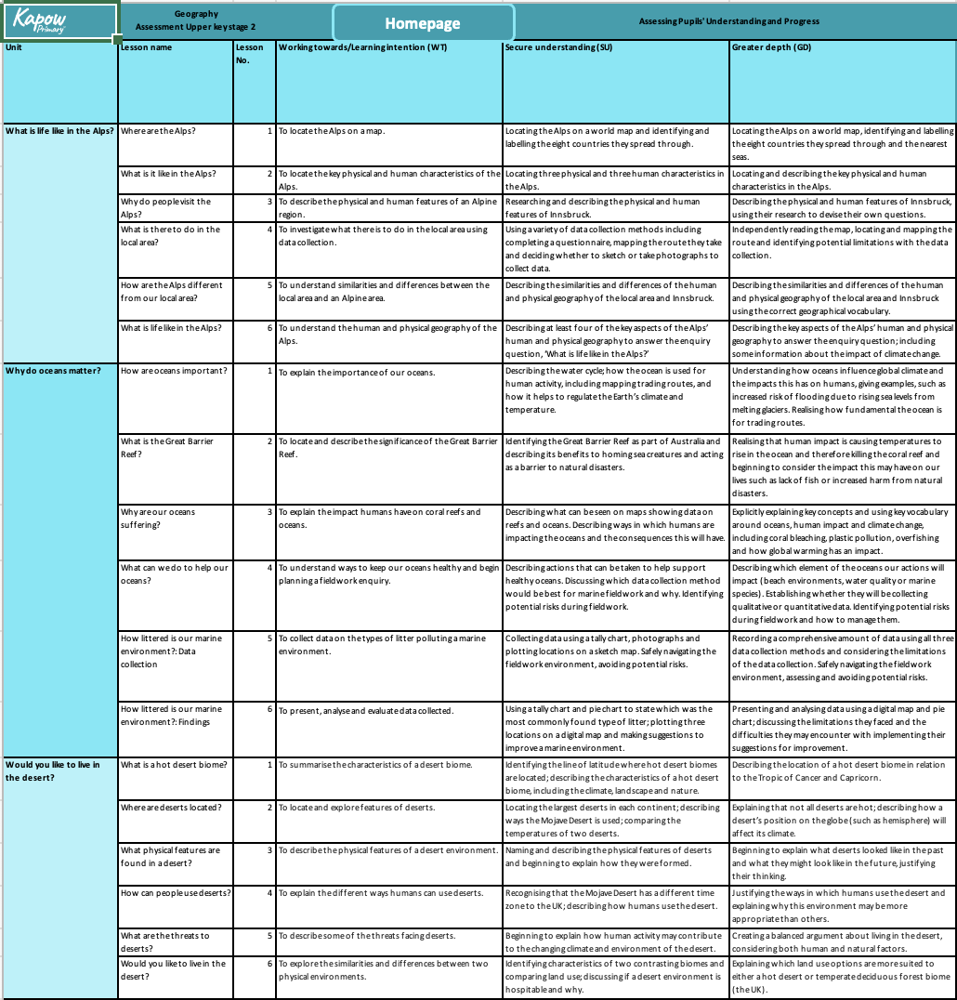 Kapow
Primary
Geography
Assessment Upper key stage 2
Homepage
Assessing Pupils' Understanding and Progress
Unit
Lesson name
Lesson
No.
Working towards/Learning intention (WT)
Secure understanding (SU)
Greater depth (GD)
What is life like in the Alps?
Where are the Alps?
1
To locate the Alps on a map.
Locating the Alps on a world map and identifying and
labelling the eight countries they spread through.
Locating the Alps on a world map, identifying and labelling
the eight countries they spread through and the nearest
seas.
What is it like in the Alps?
2
To locate the key physical and human characteristics of the
Alps.
Locating three physical and three human characteristics in
the Alps.
Locating and describing the key physical and human
characteristics in the Alps.
Why do people visit the
Alps?
3
To describe the physical and human features of an Alpine
region.
Researching and describing the physical and human
features of Innsbruck.
Describing the physical and human features of Innsbruck,
using their research to devise their own questions.
What is there to do in the
local area?
4
To investigate what there is to do in the local area using
data collection.
Using a variety of data collection methods including
completing a questionnaire, mapping the route they take
and deciding whether to sketch or take photographs to
collect data.
Independently reading the map, locating and mapping the
route and identifying potential limitations with the data
collection.
How are the Alps different
from our local area?
5
To understand similarities and differences between the
local area and an Alpine area.
Describing the similarities and differences of the human
and physical geography of the local area and Innsbruck.
Describing the similarities and differences of the human
and physical geography of the local area and Innsbruck
using the correct geographical vocabulary.
What is life like in the Alps?
6
To understand the human and physical geography of the
Alps.
Describing at least four of the key aspects of the Alps’
human and physical geography to answer the enquiry
question, ‘What is life like in the Alps?’
Describing the key aspects of the Alps’ human and physical
geography to answer the enquiry question; including
some information about the impact of climate change.
Why do oceans matter?
How are oceans important?
1
To explain the importance of our oceans.
Describing the water cycle; how the ocean is used for
human activity, including mapping trading routes, and
how it helps to regulate the Earth’s climate and
temperature.
Understanding how oceans influence global climate and
the impacts this has on humans, giving examples, such as
increased risk of flooding due to rising sea levels from
melting glaciers. Realising how fundamental the ocean is
for trading routes.
What is the Great Barrier
Reef?
2
To locate and describe the significance of the Great Barrier
Reef.
Identifying the Great Barrier Reef as part of Australia and
describing its benefits to homing sea creatures and acting
as a barrier to natural disasters.
Realising that human impact is causing temperatures to
rise in the ocean and therefore killing the coral reef and
beginning to consider the impact this may have on our
lives such as lack of fish or increased harm from natural
disasters.
Why are our oceans
suffering?
3
To explain the impact humans have on coral reefs and
oceans.
Describing what can be seen on maps showing data on
reefs and oceans. Describing ways in which humans are
impacting the oceans and the consequences this will have.
Explicitly explaining key concepts and using key vocabulary
around oceans, human impact and climate change,
including coral bleaching, plastic pollution, overfishing
and how global warming has an impact.
What can we do to help our
oceans?
4
To understand ways to keep our oceans healthy and begin
planning a fieldwork enquiry.
Describing actions that can be taken to help support
healthy oceans. Discussing which data collection method
would be best for marine fieldwork and why. Identifying
potential risks during fieldwork.
Describing which element of the oceans our actions will
impact (beach environments, water quality or marine
species). Establishing whether they will be collecting
qualitative or quantitative data. Identifying potential risks
during fieldwork and how to manage them.
How littered is our marine
environment?: Data
collection
5
To collect data on the types of litter polluting a marine
environment.
Collecting data using a tally chart, photographs and
plotting locations on a sketch map. Safely navigating the
fieldwork environment, avoiding potential risks.
Recording a comprehensive amount of data using all three
data collection methods and considering the limitations
of the data collection. Safely navigating the fieldwork
environment, assessing and avoiding potential risks.
How littered is our marine
environment?: Findings
6
To present, analyse and evaluate data collected.
Using a tally chart and pie chart to state which was the
most commonly found type of litter; plotting three
locations on a digital map and making suggestions to
improve a marine environment.
Presenting and analysing data using a digital map and pie
chart; discussing the limitations they faced and the
difficulties they may encounter with implementing their
suggestions for improvement.
Would you like to live in
the desert?
What is a hot desert biome?
1
To summarise the characteristics of a desert biome.
Identifying the line of latitude where hot desert biomes
are located; describing the characteristics of a hot desert
biome, including the climate, landscape and nature.
Describing the location of a hot desert biome in relation
to the Tropic of Cancer and Capricorn.
Where are deserts located?
2
To locate and explore features of deserts.
Locating the largest deserts in each continent; describing
ways the Mojave Desert is used; comparing the
temperatures of two deserts.
Explaining that not all deserts are hot; describing how a
desert’s position on the globe (such as hemisphere) will
affect its climate.
What physical features are
found in a desert?
3
To describe the physical features of a desert environment.
Naming and describing the physical features of deserts
and beginning to explain how they were formed.
Beginning to explain what deserts looked like in the past
and what they might look like in the future, justifying
their thinking.
How can people use deserts?
4
To explain the different ways humans can use deserts.
Recognising that the Mojave Desert has a different time
zone to the UK; describing how humans use the desert.
Justifying the ways in which humans use the desert and
explaining why this environment may be more
appropriate than others.
What are the threats to
deserts?
5
To describe some of the threats facing deserts.
Beginning to explain how human activity may contribute
to the changing climate and environment of the desert.
Creating a balanced argument about living in the desert,
considering both human and natural factors.
Would you like to live in the
desert?
6
To explore the similarities and differences between two
physical environments.
Identifying characteristics of two contrasting biomes and
comparing land use; discussing if a desert environment is
hospitable and why.
Explaining which land use options are more suited to
either a hot desert or temperate deciduous forest biome
(the UK).